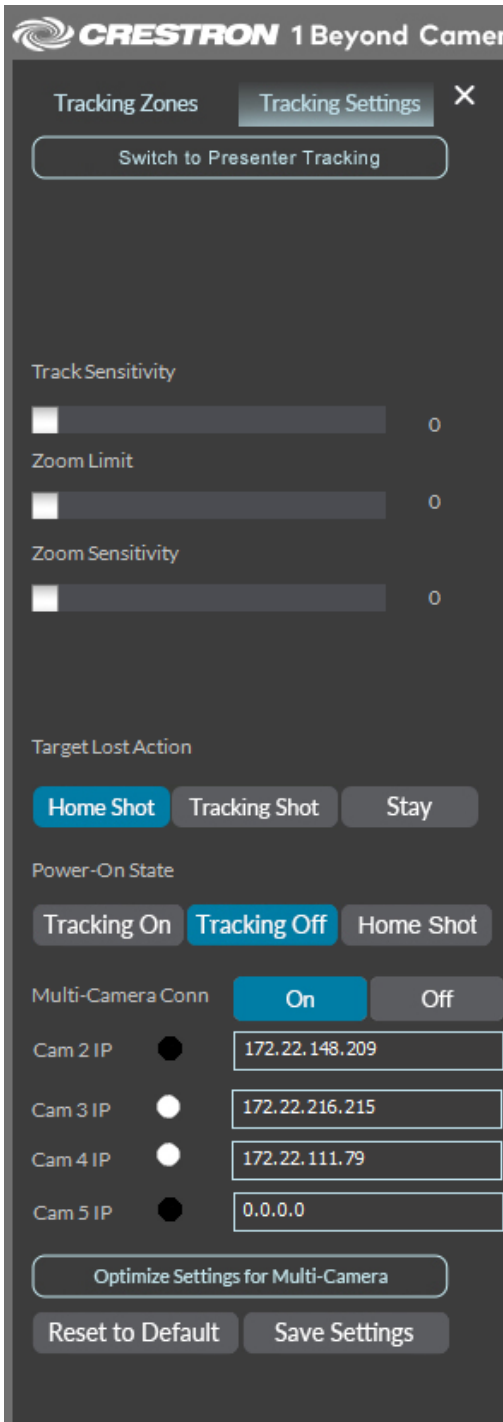 CRESTRON 1 Beyond Camer
Tracking Zones Tracking Settings ×
Switch to Presenter Tracking
Track Sensitivity
0
Zoom Limit
0
Zoom Sensitivity
0
Target Lost Action
Home Shot Tracking Shot Stay
Power-On State
Tracking On Tracking Off Home Shot
Multi-Camera Conn On Off
Cam 2 IP 172.22.148.209
Cam 3 IP 172.22.216.215
Cam 4 IP 172.22.111.79
Cam 5 IP 0.0.0.0
Optimize Settings for Multi-Camera
Reset to Default Save Settings